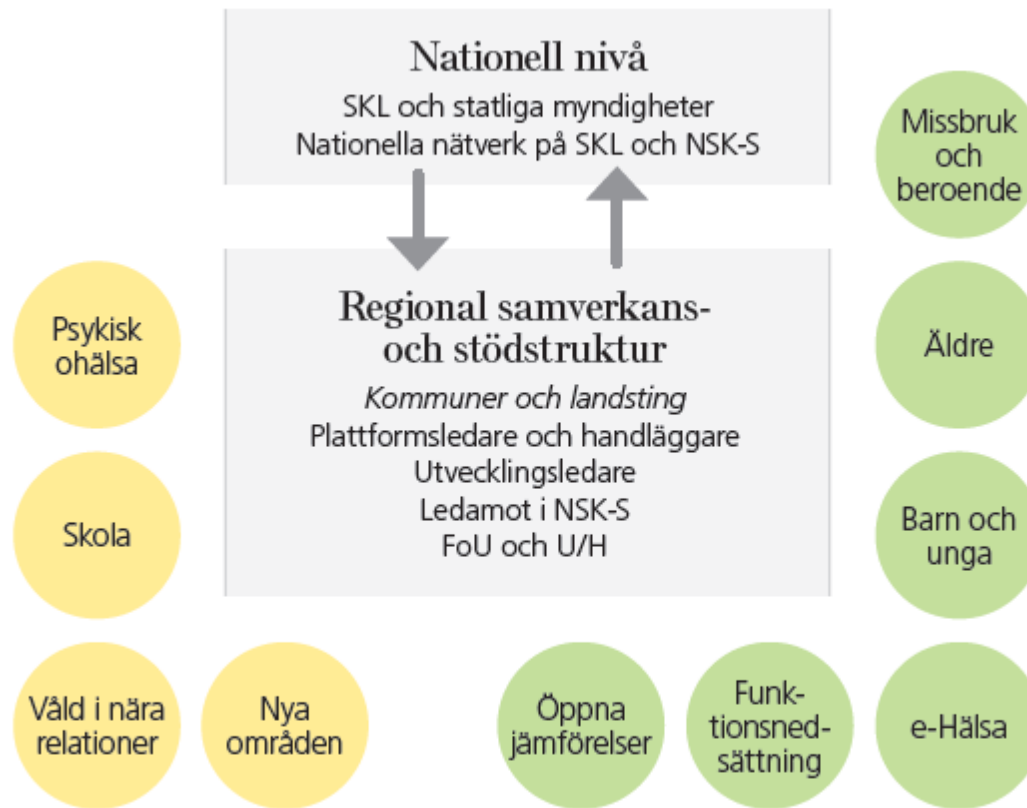 Nationell nivå
SKL och statliga myndigheter
Nationella nätverk på SKL och NSK-S
Missbruk
och
beroende
Regional samverkans-
och stödstruktur
Kommuner och landsting
Plattformsledare och handläggare
Utvecklingsledare
Ledamot i NSK-S
FoU och U/H
Psykisk
ohälsa
Äldre
Skola
Barn och
unga
Våld i nära
relationer
Nya
områden
Öppna
jämförelser
Funk-
tionsned-
sättning
e-Hälsa